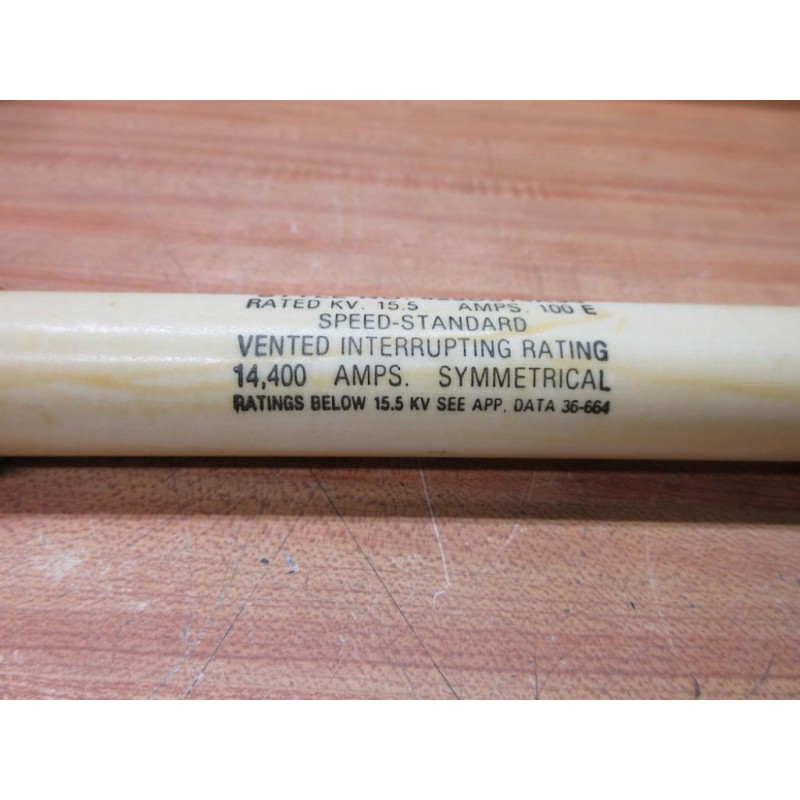 RATED KV. 15.5 AMPS. 100 E
SPEED-STANDARD
VENTED INTERRUPTING RATING
14,400 AMPS. SYMMETRICAL
RATINGS BELOW 15.5 KV SEE APP. DATA 36-664